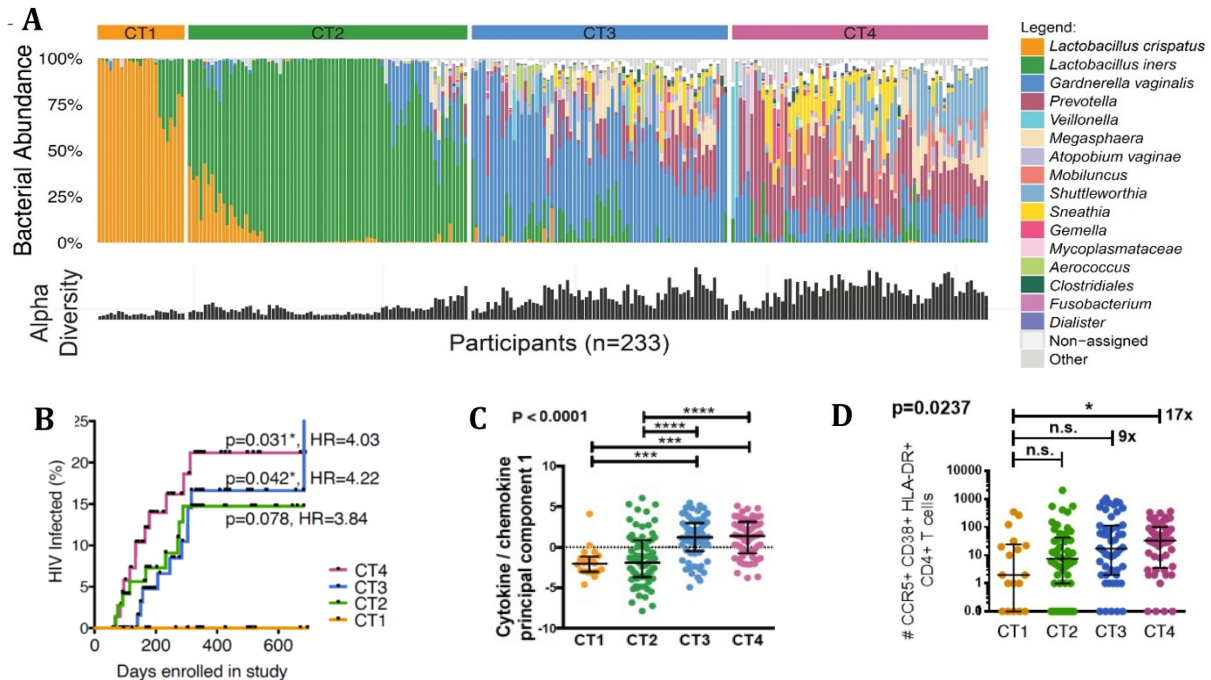 A
CT1 CT2 CT3 CT4
Bacterial Abundance
100%
75%
50%
25%
0%
Alpha
Diversity
Participants (n=233)
Legend:
Lactobacillus crispatus
Lactobacillus iners
Gardnerella vaginalis
Prevotella
Veillonella
Megasphaera
Atopobium vaginae
Mobiluncus
Shuttleworthia
Sneathia
Gemella
Mycoplasmataceae
Aerococcus
Clostridiales
Fusobacterium
Dialister
Non-assigned
Other
B
HIV Infected (%)
25
20
15
10
5
0
p=0.031*, HR=4.03
p=0.042*, HR=4.22
p=0.078, HR=3.84
CT4
CT3
CT2
CT1
0 200 400 600
Days enrolled in study
C
P < 0.0001
****
****
***
***
Cytokine / chemokine
principal component 1
10
5
0
-5
-10
CT1 CT2 CT3 CT4
D
p=0.0237
* 17x
n.s. 9x
n.s.
# CCR5+ CD38+ HLA-DR+
CD4+ T cells
10000
1000
100
10
1
0.0
CT1 CT2 CT3 CT4